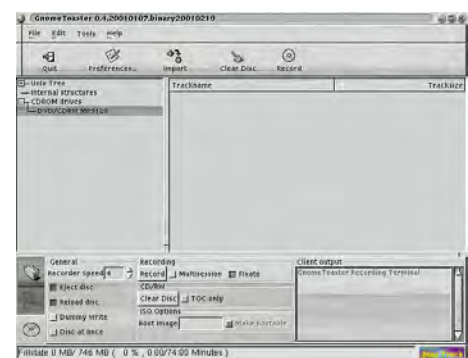 GnomeToaster 0.4.20010107.binary20010219
File Edit Tools Help
Quit Preferences... Import Clear Disc Record
Unix Tree
Internal structures
CDROM drives
Trackname Tracksize
General Recording Client output
Recorder Speed 4 Record Multisession Fixate GnomeToaster Recording Terminal
Eject disc CD/RW
Reload disc Clear Disc TOC only
Dummy Write ISO Options
Disc at once Boot Image Make bootable
Fillstate 0 MB/ 746 MB ( 0 % , 0.00/74.00 Minutes )